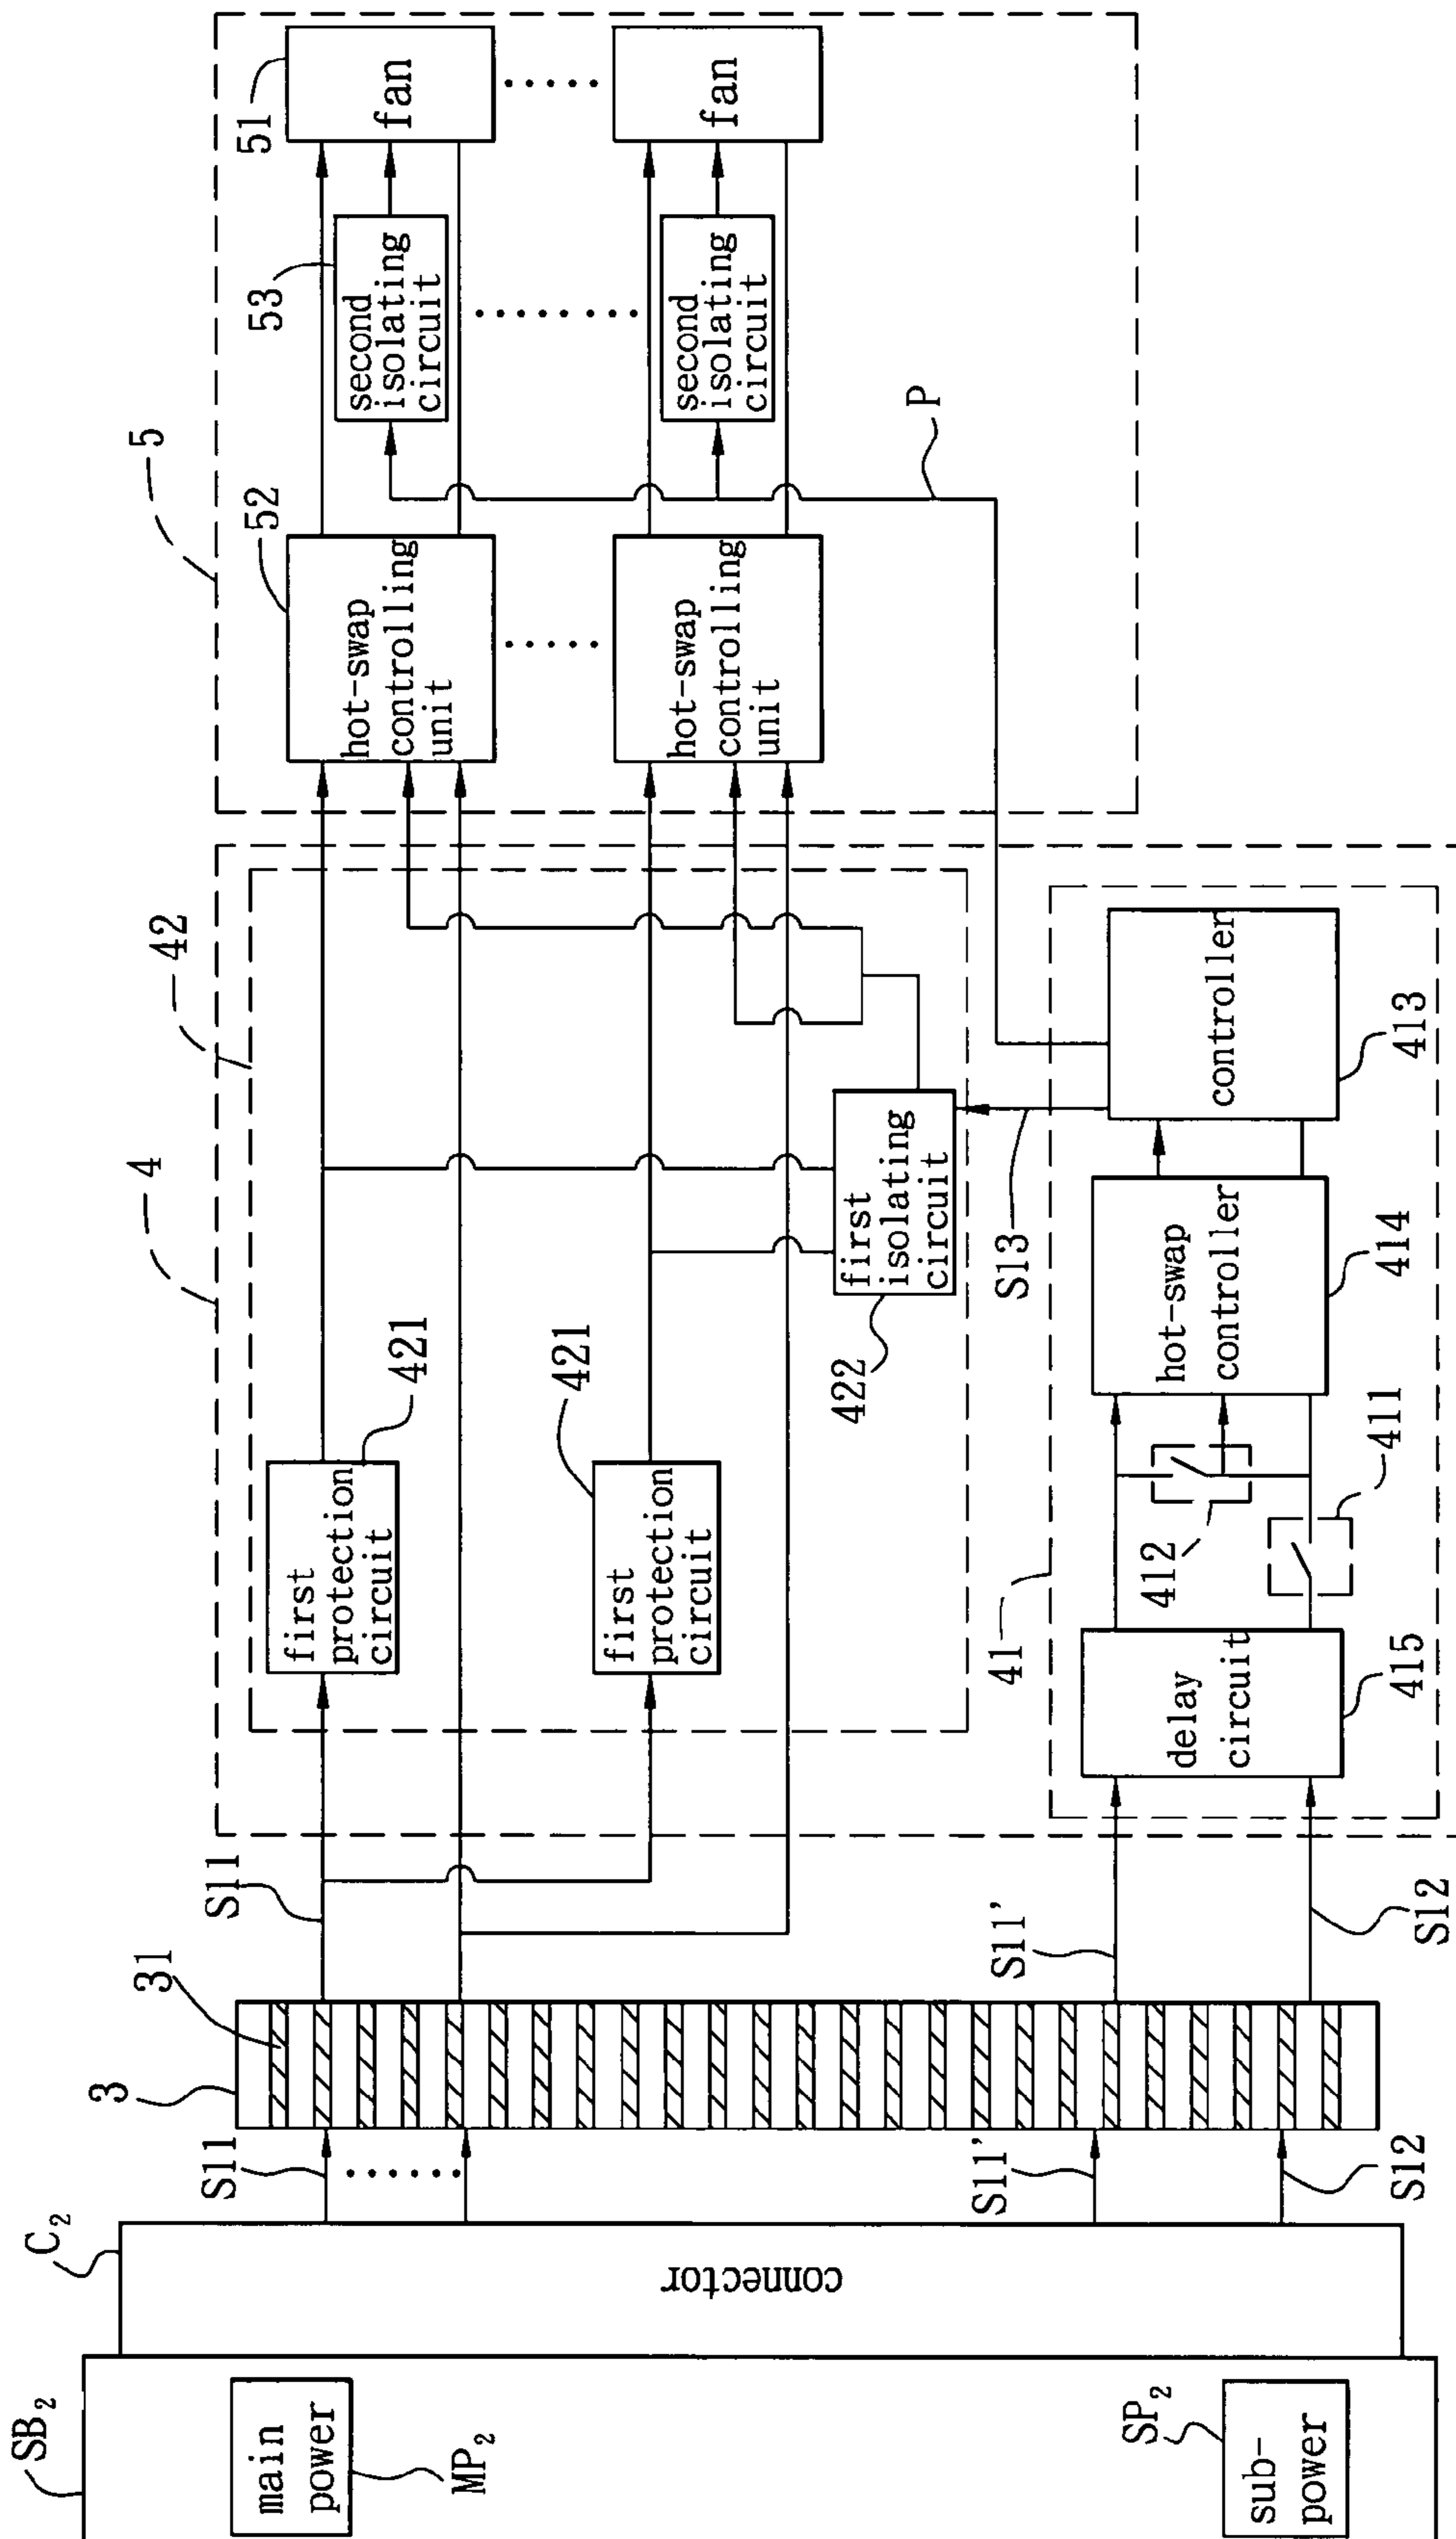 SB2
C2
main
power
MP2
SP2
sub-
power
connector
S11
S11'
S12
3
31
S11
S11'
S12
4
42
first
protection
circuit
421
first
protection
circuit
421
first
isolating
circuit
422
S13
41
delay
circuit
415
412
411
hot-swap
controller
414
controller
413
5
52
hot-swap
controlling
unit
hot-swap
controlling
unit
53
second
isolating
circuit
second
isolating
circuit
P
51
fan
fan